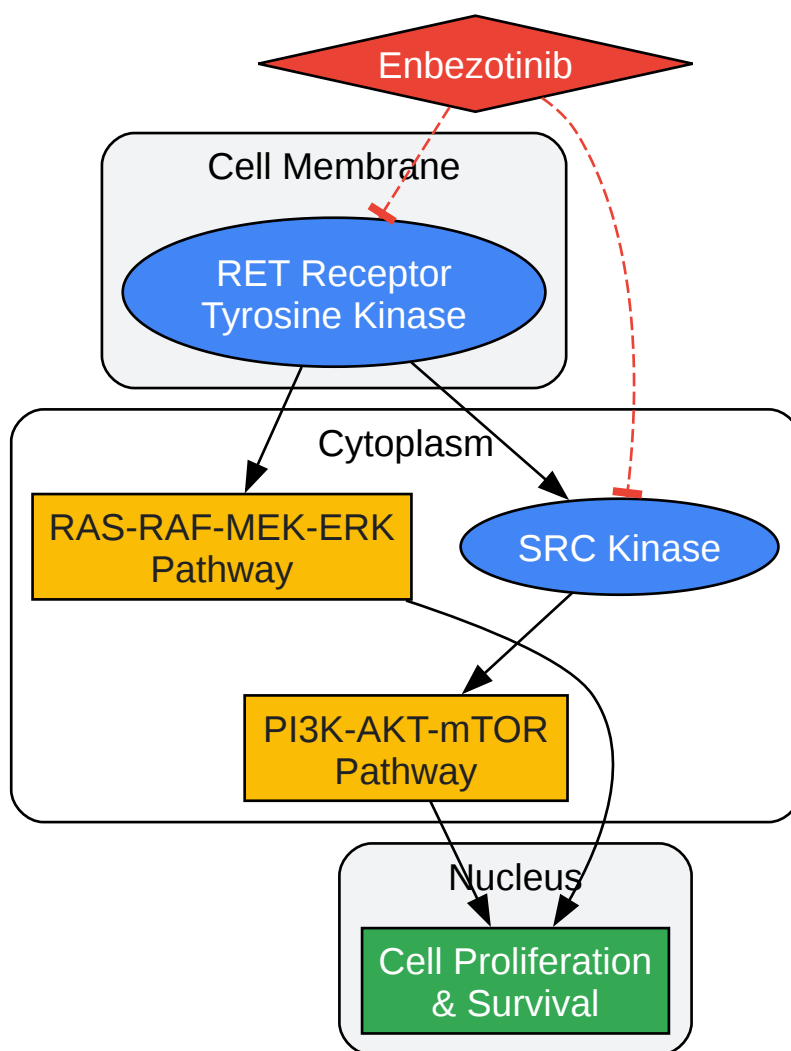 Enbezotinib
Cell Membrane
RET Receptor
Tyrosine Kinase
Cytoplasm
RAS-RAF-MEK-ERK
Pathway
SRC Kinase
PI3K-AKT-mTOR
Pathway
Nucleus
Cell Proliferation
& Survival